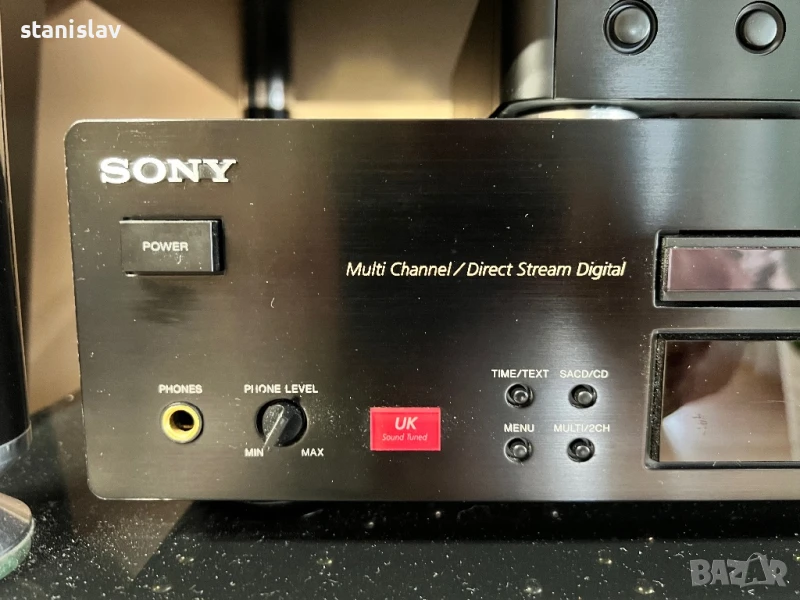 stanislav
SONY
POWER
Multi Channel / Direct Stream Digital
TIME/TEXT SACD/CD
PHONES PHONE LEVEL
UK
Sound Tuned
MENU MULTI/2CH
MIN MAX
BAZAR